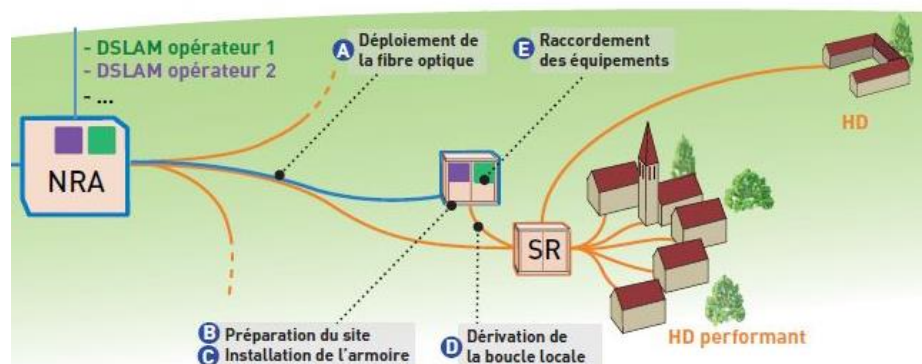 - DSLAM opérateur 1
- DSLAM opérateur 2
- ...
NRA
A Déploiement de
la fibre optique
E Raccordement
des équipements
HD
SR
HD performant
B Préparation du site
C Installation de l'armoire
D Dérivation de
la boucle locale